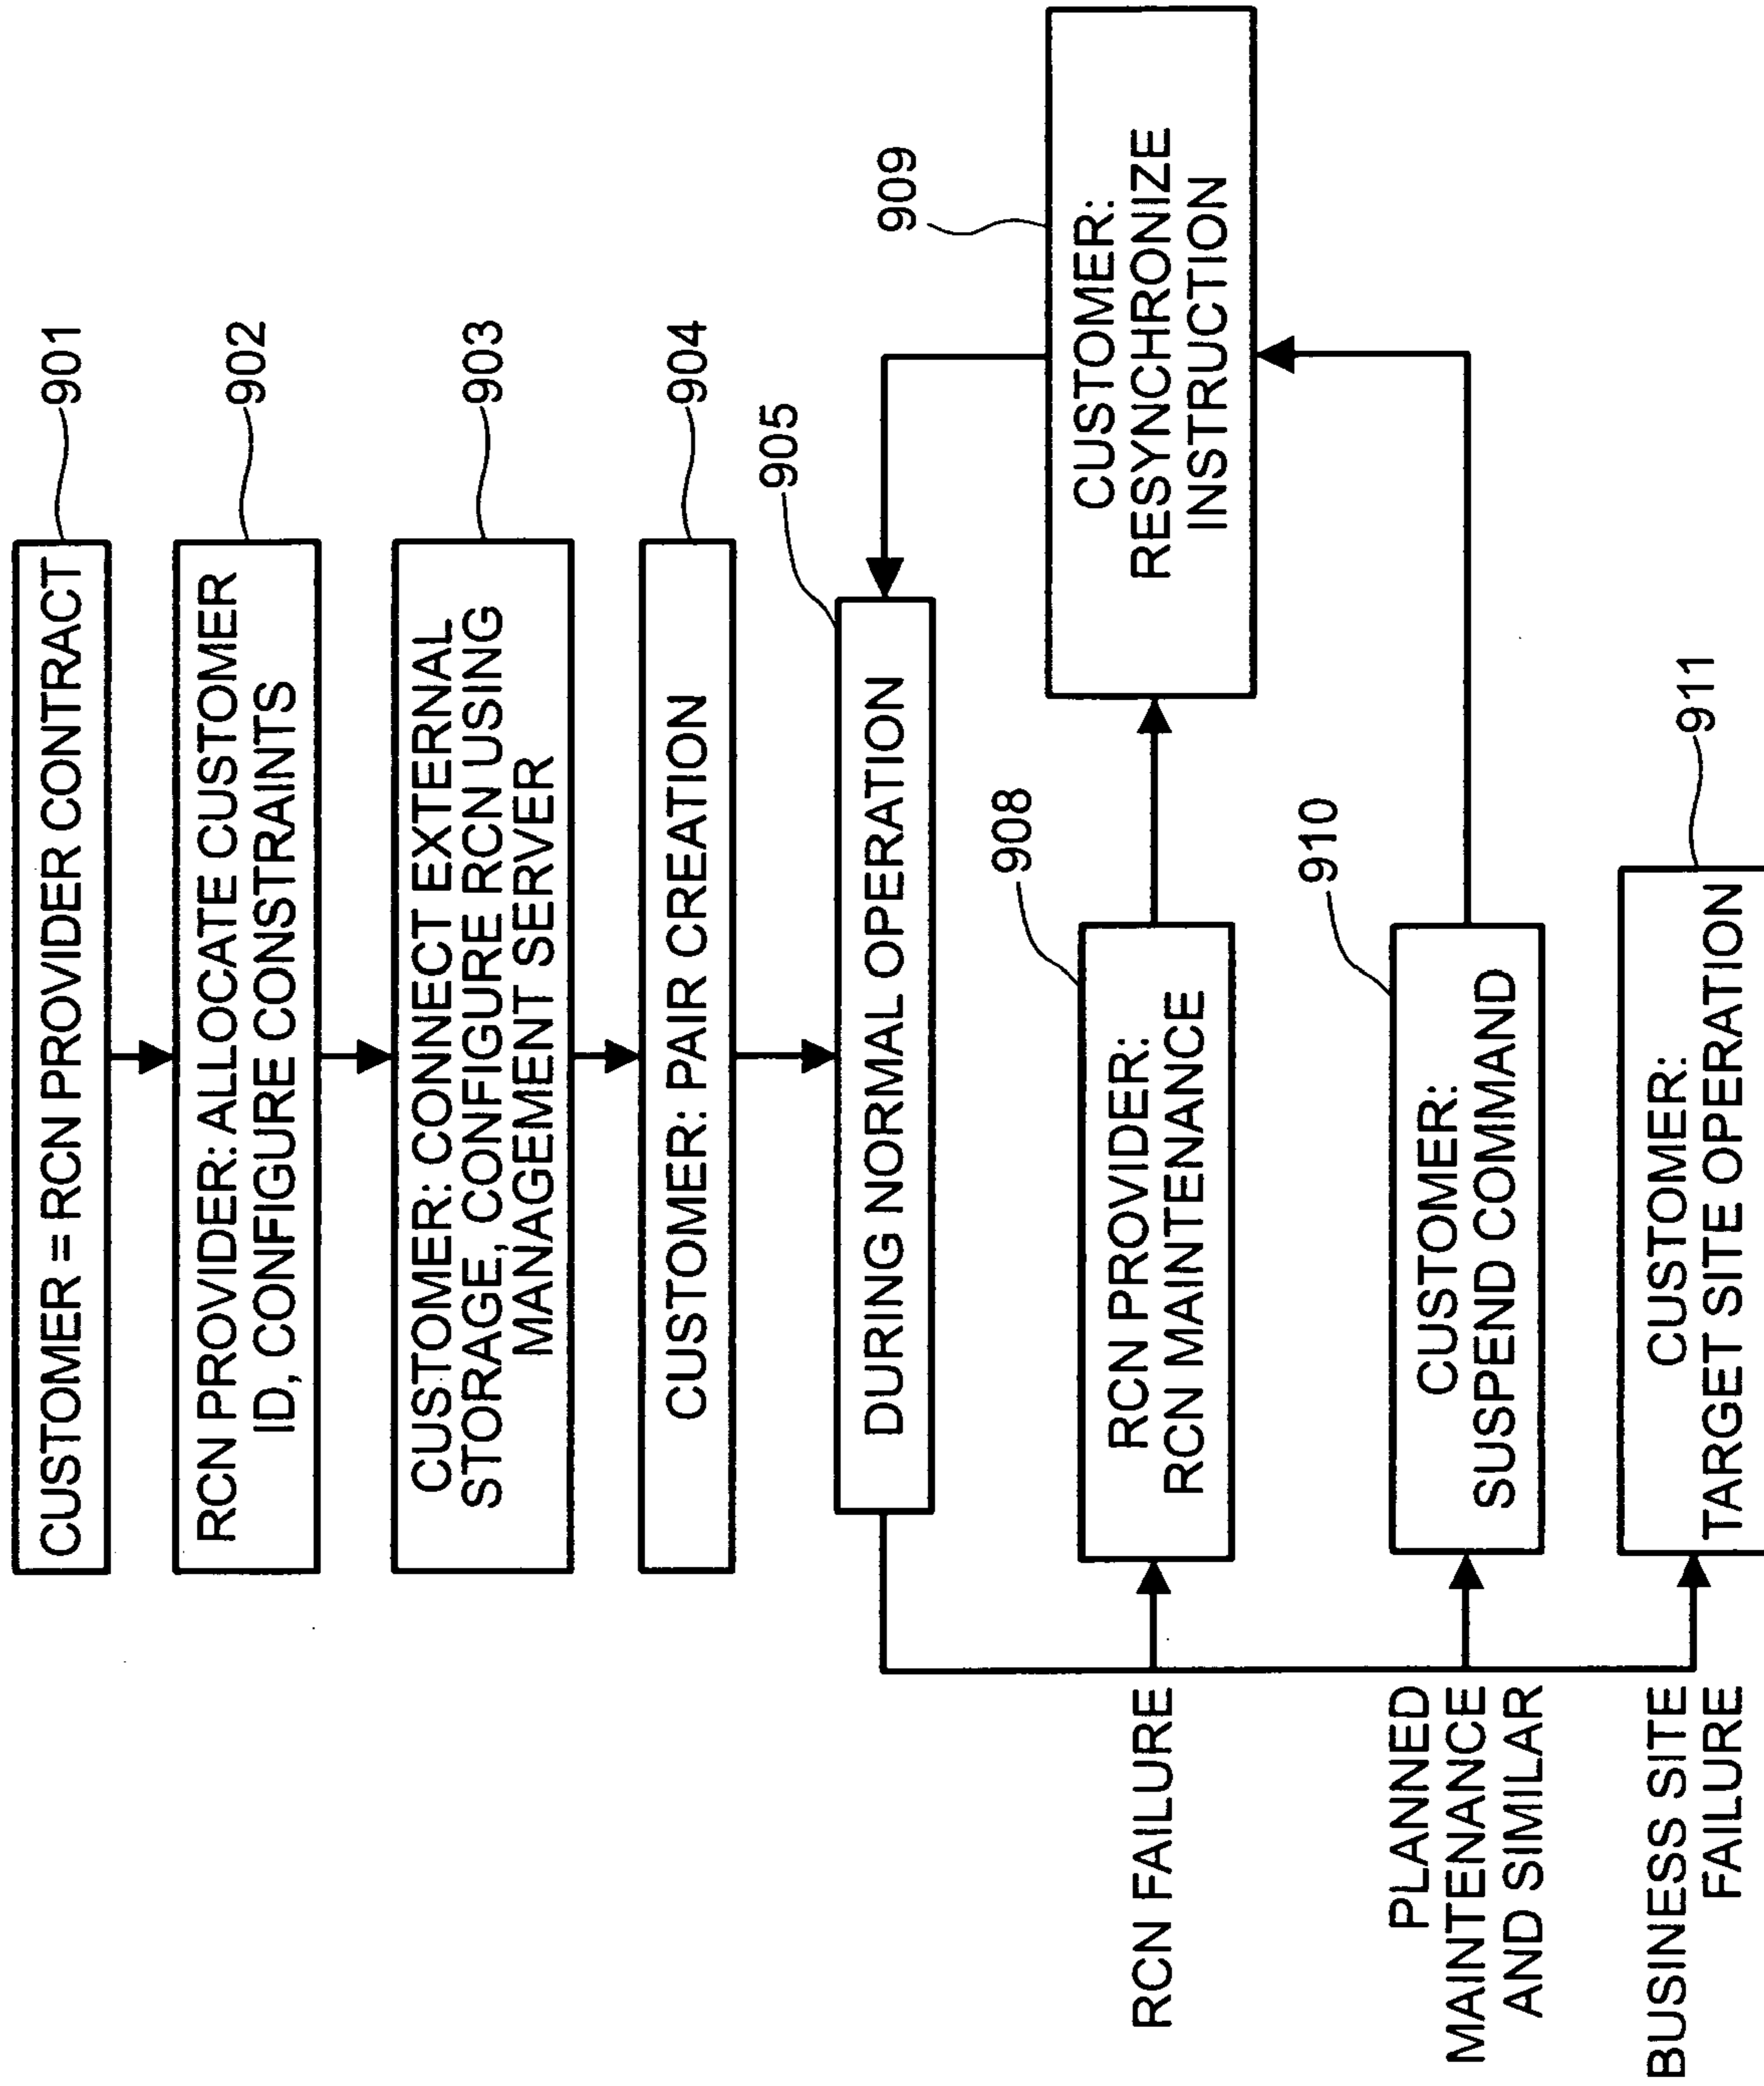 CUSTOMER = RCN PROVIDER CONTRACT
901
RCN PROVIDER: ALLOCATE CUSTOMER
ID, CONFIGURE CONSTRAINTS
902
CUSTOMER: CONNECT EXTERNAL
STORAGE, CONFIGURE RCN USING
MANAGEMENT SERVER
903
CUSTOMER: PAIR CREATION
904
DURING NORMAL OPERATION
905
RCN FAILURE
RCN PROVIDER:
RCN MAINTENANCE
908
CUSTOMER:
RESYNCHRONIZE
INSTRUCTION
909
PLANNED
MAINTENANCE
AND SIMILAR
CUSTOMER:
SUSPEND COMMAND
910
BUSINESS SITE
FAILURE
CUSTOMER:
TARGET SITE OPERATION
911